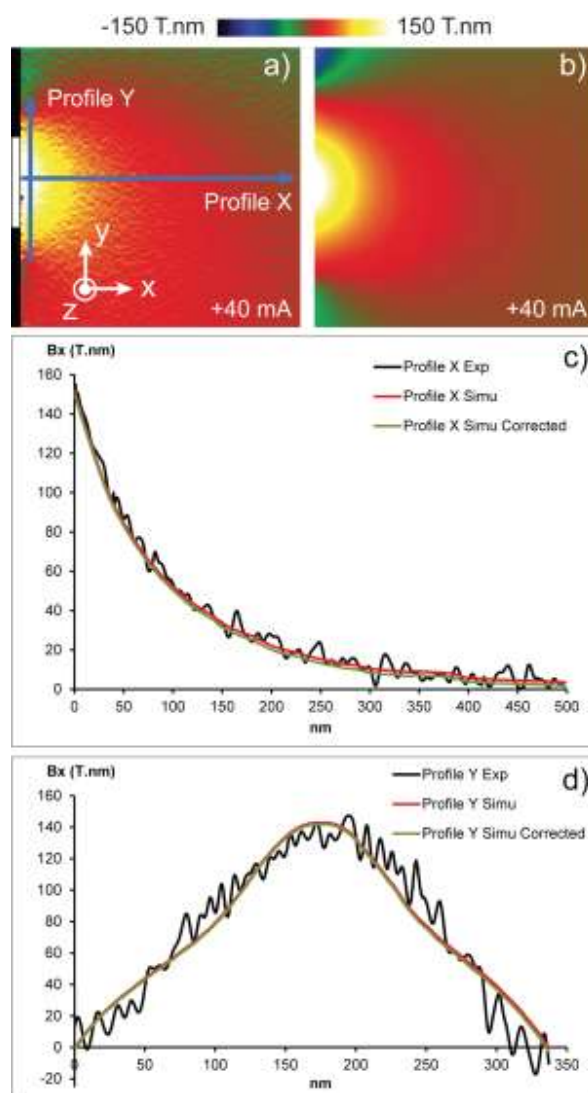 -150 T.nm 150 T.nm
a) b)
Profile Y
Profile X
y
x
z
+40 mA +40 mA
Bx (T.nm) c)
Profile X Exp
Profile X Simu
Profile X Simu Corrected
160
140
120
100
80
60
40
20
0
0 50 100 150 200 250 300 350 400 450 500
nm
Bx (T.nm) d)
Profile Y Exp
Profile Y Simu
Profile Y Simu Corrected
160
140
120
100
80
60
40
20
0
-20
0 50 100 150 200 250 300 350
nm